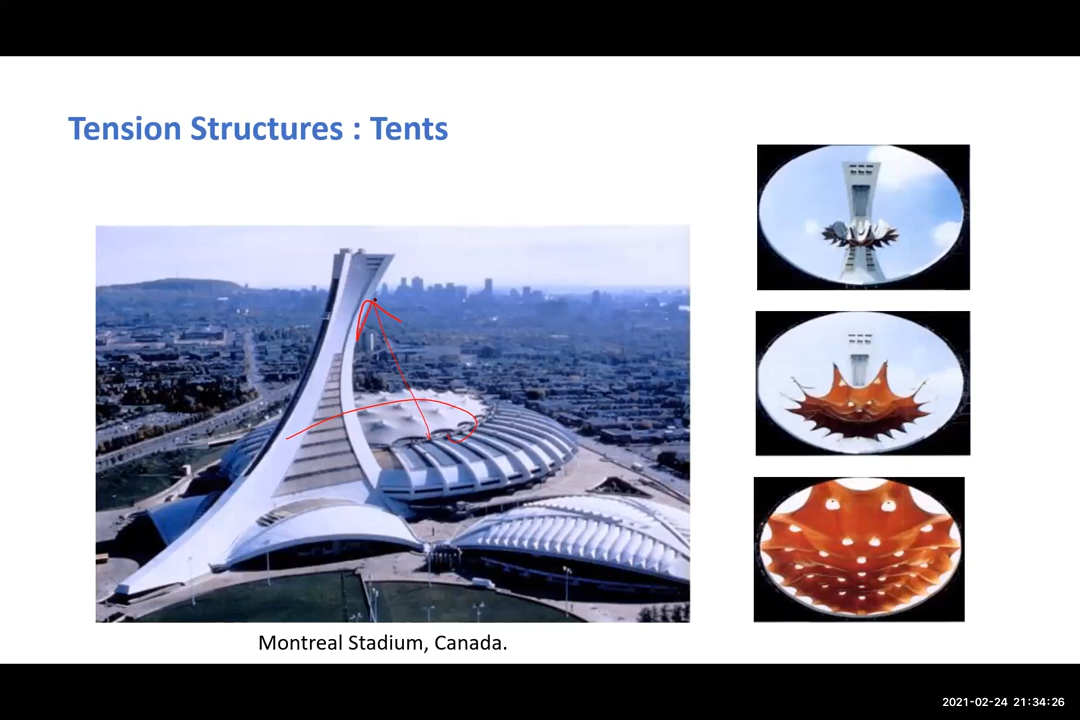 Tension Structures : Tents
Montreal Stadium, Canada.
2021-02-24 21:34:26